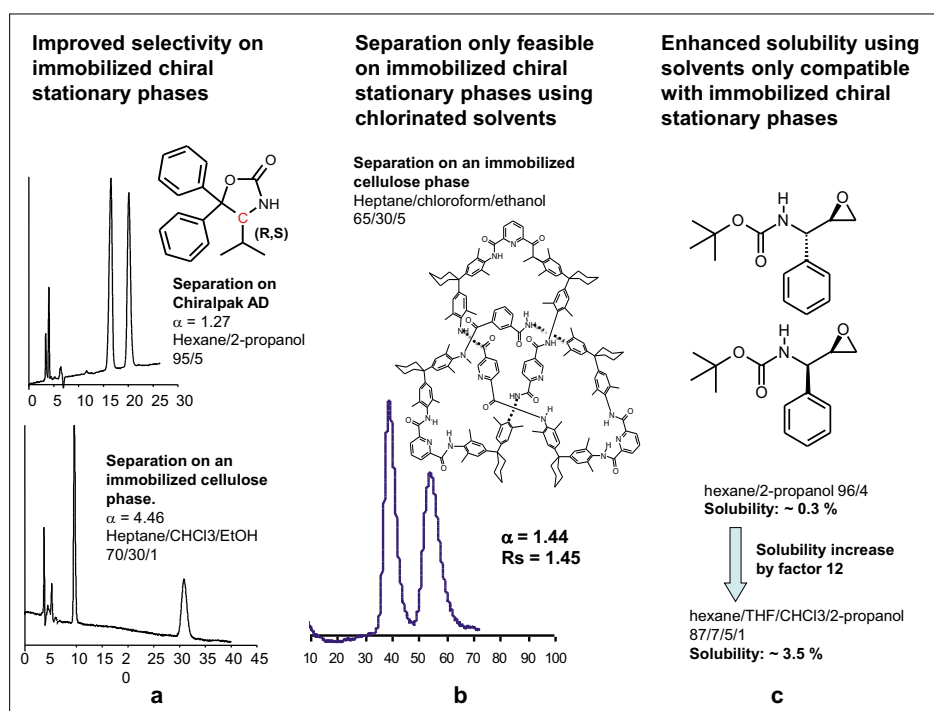 Improved selectivity on
immobilized chiral
stationary phases
O
O
NH
C
(R,S)
Separation on
Chiralpak AD
α = 1.27
Hexane/2-propanol
95/5
0 5 10 15 20 25 30
0
Separation on an
immobilized cellulose
phase.
α = 4.46
Heptane/CHCl3/EtOH
70/30/1
0 5 10 15 20 25 30 35 40 45
0
a
Separation only feasible
on immobilized chiral
stationary phases using
chlorinated solvents
Separation on an immobilized
cellulose phase
Heptane/chloroform/ethanol
65/30/5
α = 1.44
Rs = 1.45
10 20 30 40 50 60 70 80 90 100
b
Enhanced solubility using
solvents only compatible
with immobilized chiral
stationary phases
O
H
N
O
O
O
H
N
O
O
hexane/2-propanol 96/4
Solubility: ~ 0.3 %
Solubility increase
by factor 12
hexane/THF/CHCl3/2-propanol
87/7/5/1
Solubility: ~ 3.5 %
c